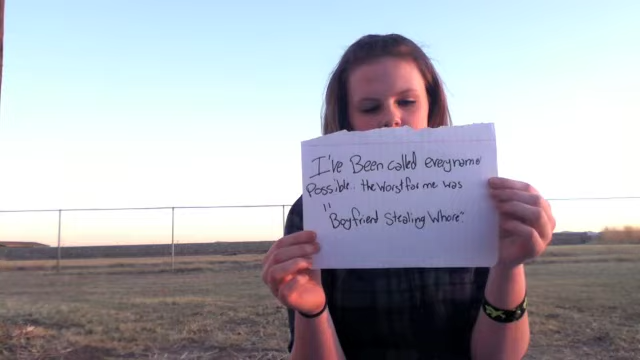 I've Been called every name
Possible.. the Worst for me was
"Boyfriend Stealing Whore"